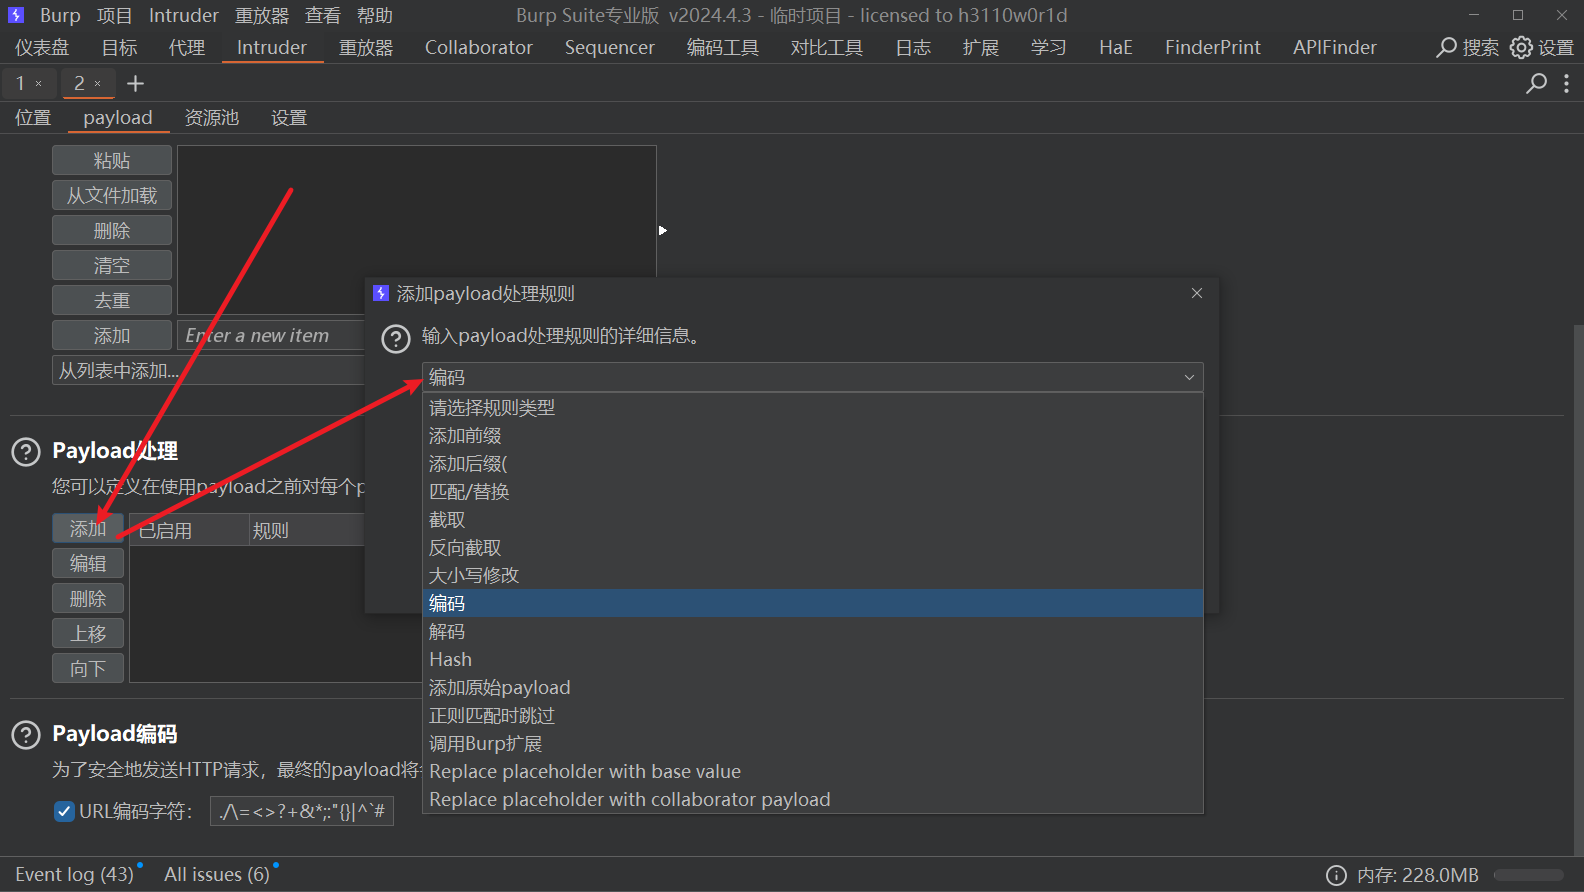 Burp 项目 Intruder 重放器 查看 帮助 Burp Suite专业版 v2024.4.3 - 临时项目 - licensed to h3110w0r1d
仪表盘 目标 代理 Intruder 重放器 Collaborator Sequencer 编码工具 对比工具 日志 扩展 学习 HaE FinderPrint APIFinder 搜索 设置
1 × 2 × +
位置 payload 资源池 设置
粘贴
从文件加载
删除
清空
去重
添加 Enter a new item
从列表中添加...
添加payload处理规则
输入payload处理规则的详细信息。
编码
请选择规则类型
添加前缀
添加后缀(
匹配/替换
截取
反向截取
大小写修改
编码
解码
Hash
添加原始payload
正则匹配时跳过
调用Burp扩展
Replace placeholder with base value
Replace placeholder with collaborator payload
Payload处理
您可以定义在使用payload之前对每个p
添加 已启用 规则
编辑
删除
上移
向下
Payload编码
为了安全地发送HTTP请求，最终的payload将
URL编码字符： ./\=<>?+&*;:"{}|^`#
Event log (43) All issues (6) 内存: 228.0MB